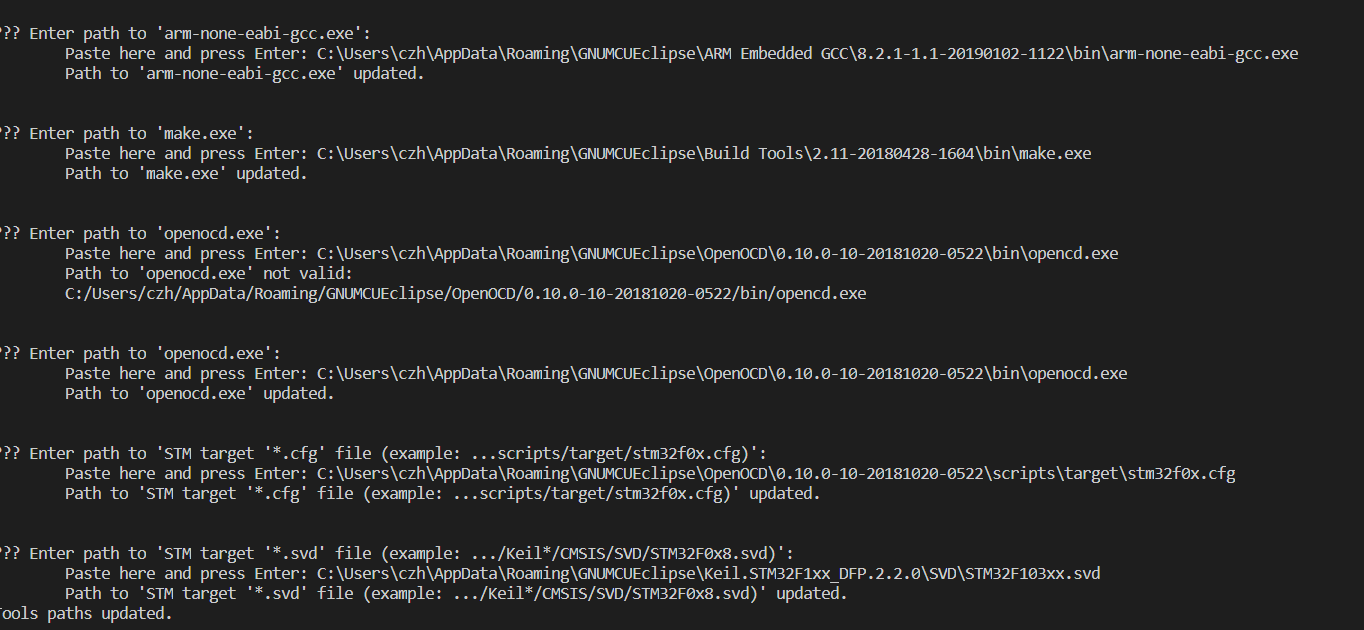 ?? Enter path to 'arm-none-eabi-gcc.exe':
Paste here and press Enter: C:\Users\czh\AppData\Roaming\GNUMCUEclipse\ARM Embedded GCC\8.2.1-1.1-20190102-1122\bin\arm-none-eabi-gcc.exe
Path to 'arm-none-eabi-gcc.exe' updated.
?? Enter path to 'make.exe':
Paste here and press Enter: C:\Users\czh\AppData\Roaming\GNUMCUEclipse\Build Tools\2.11-20180428-1604\bin\make.exe
Path to 'make.exe' updated.
?? Enter path to 'openocd.exe':
Paste here and press Enter: C:\Users\czh\AppData\Roaming\GNUMCUEclipse\OpenOCD\0.10.0-10-20181020-0522\bin\opencd.exe
Path to 'openocd.exe' not valid:
C:/Users/czh/AppData/Roaming/GNUMCUEclipse/OpenOCD/0.10.0-10-20181020-0522/bin/opencd.exe
?? Enter path to 'openocd.exe':
Paste here and press Enter: C:\Users\czh\AppData\Roaming\GNUMCUEclipse\OpenOCD\0.10.0-10-20181020-0522\bin\openocd.exe
Path to 'openocd.exe' updated.
?? Enter path to 'STM target '*.cfg' file (example: ...scripts/target/stm32f0x.cfg)':
Paste here and press Enter: C:\Users\czh\AppData\Roaming\GNUMCUEclipse\OpenOCD\0.10.0-10-20181020-0522\scripts\target\stm32f0x.cfg
Path to 'STM target '*.cfg' file (example: ...scripts/target/stm32f0x.cfg)' updated.
?? Enter path to 'STM target '*.svd' file (example: .../Keil*/CMSIS/SVD/STM32F0x8.svd)':
Paste here and press Enter: C:\Users\czh\AppData\Roaming\GNUMCUEclipse\Keil.STM32F1xx_DFP.2.2.0\SVD\STM32F103xx.svd
Path to 'STM target '*.svd' file (example: .../Keil*/CMSIS/SVD/STM32F0x8.svd)' updated.
Tools paths updated.